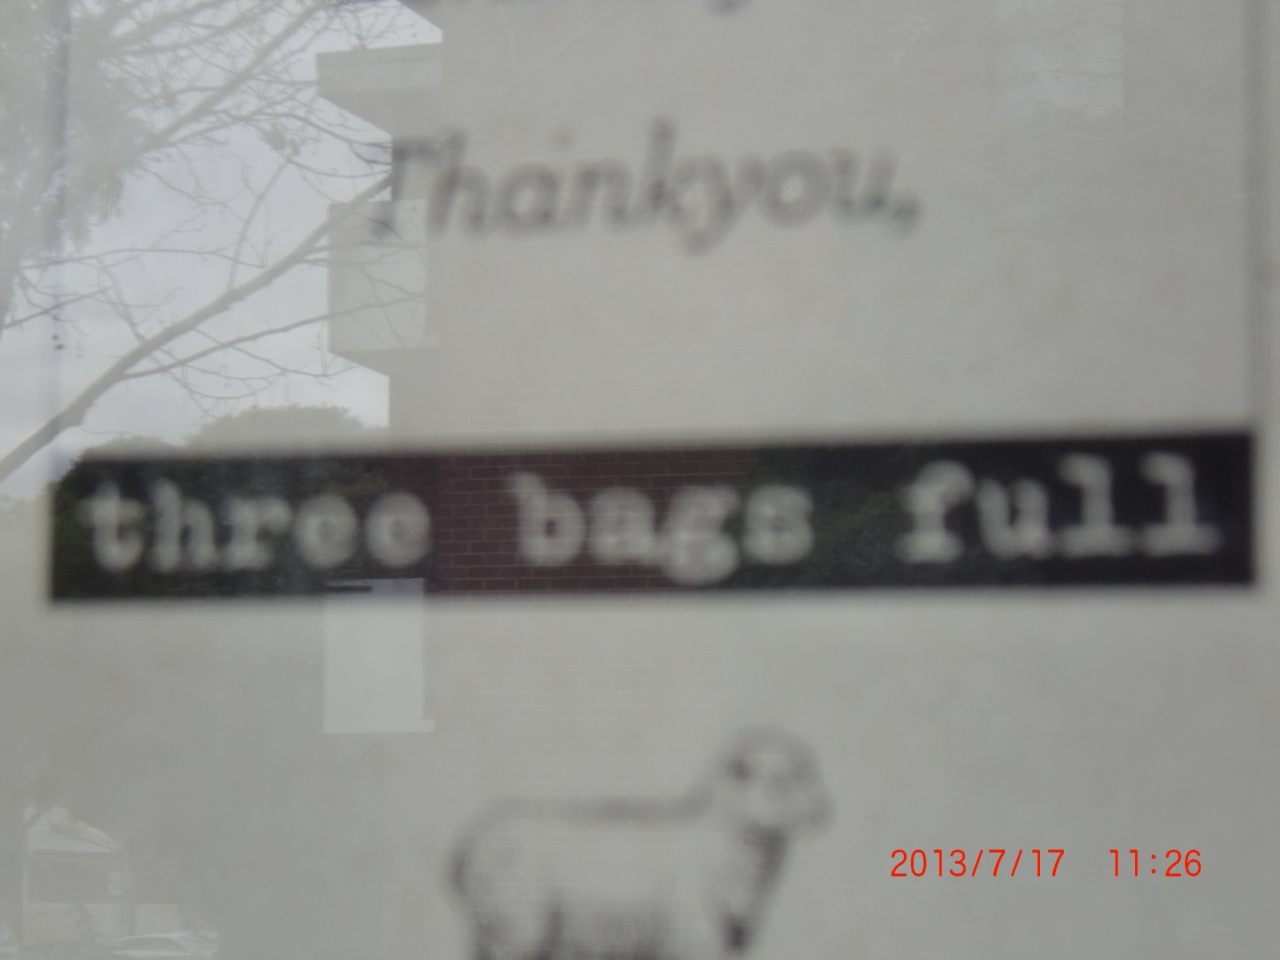 Thankyou,
three bags full
2013/7/17 11:26